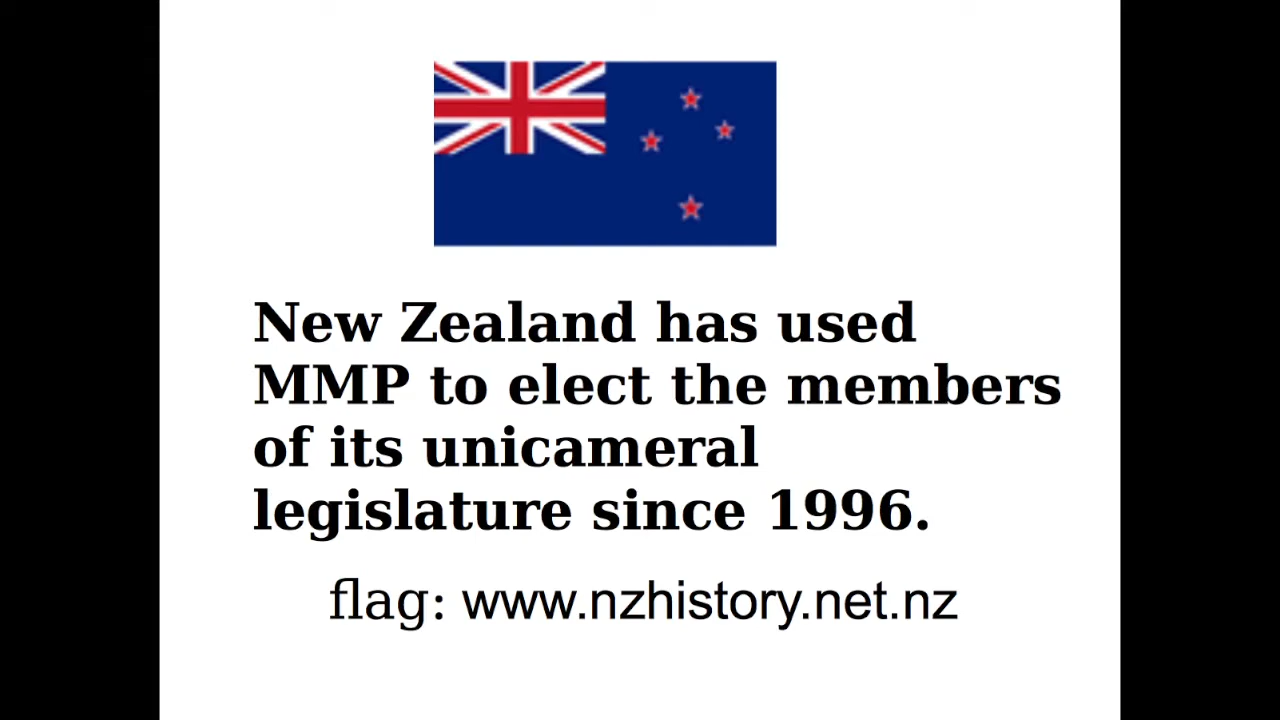 New Zealand has used
MMP to elect the members
of its unicameral
legislature since 1996.
flag: www.nzhistory.net.nz